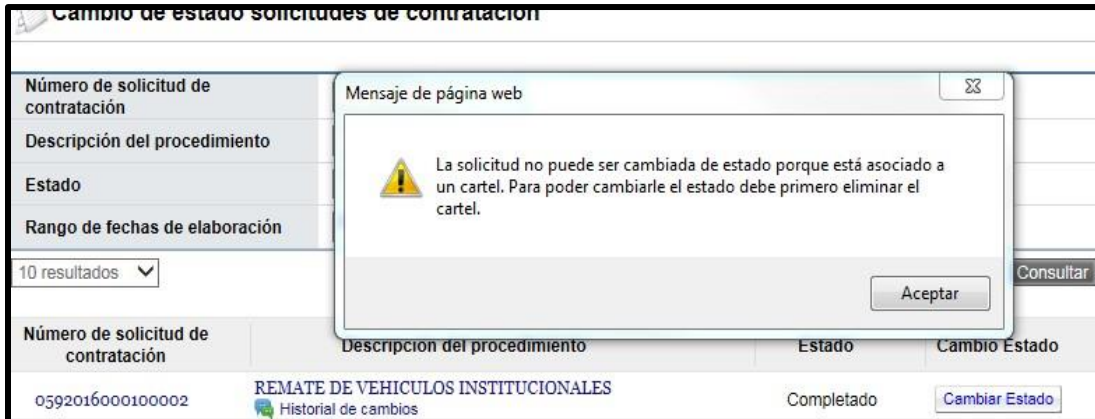 Cambio de estado solicitudes de contratación
Número de solicitud de
contratación
Descripción del procedimiento
Estado
Rango de fechas de elaboración
Mensaje de página web
La solicitud no puede ser cambiada de estado porque está asociado a
un cartel. Para poder cambiarle el estado debe primero eliminar el
cartel.
Aceptar
10 resultados
Consultar
Número de solicitud de
contratación
Descripción del procedimiento
Estado
Cambio Estado
0592016000100002
REMATE DE VEHICULOS INSTITUCIONALES
Historial de cambios
Completado
Cambiar Estado